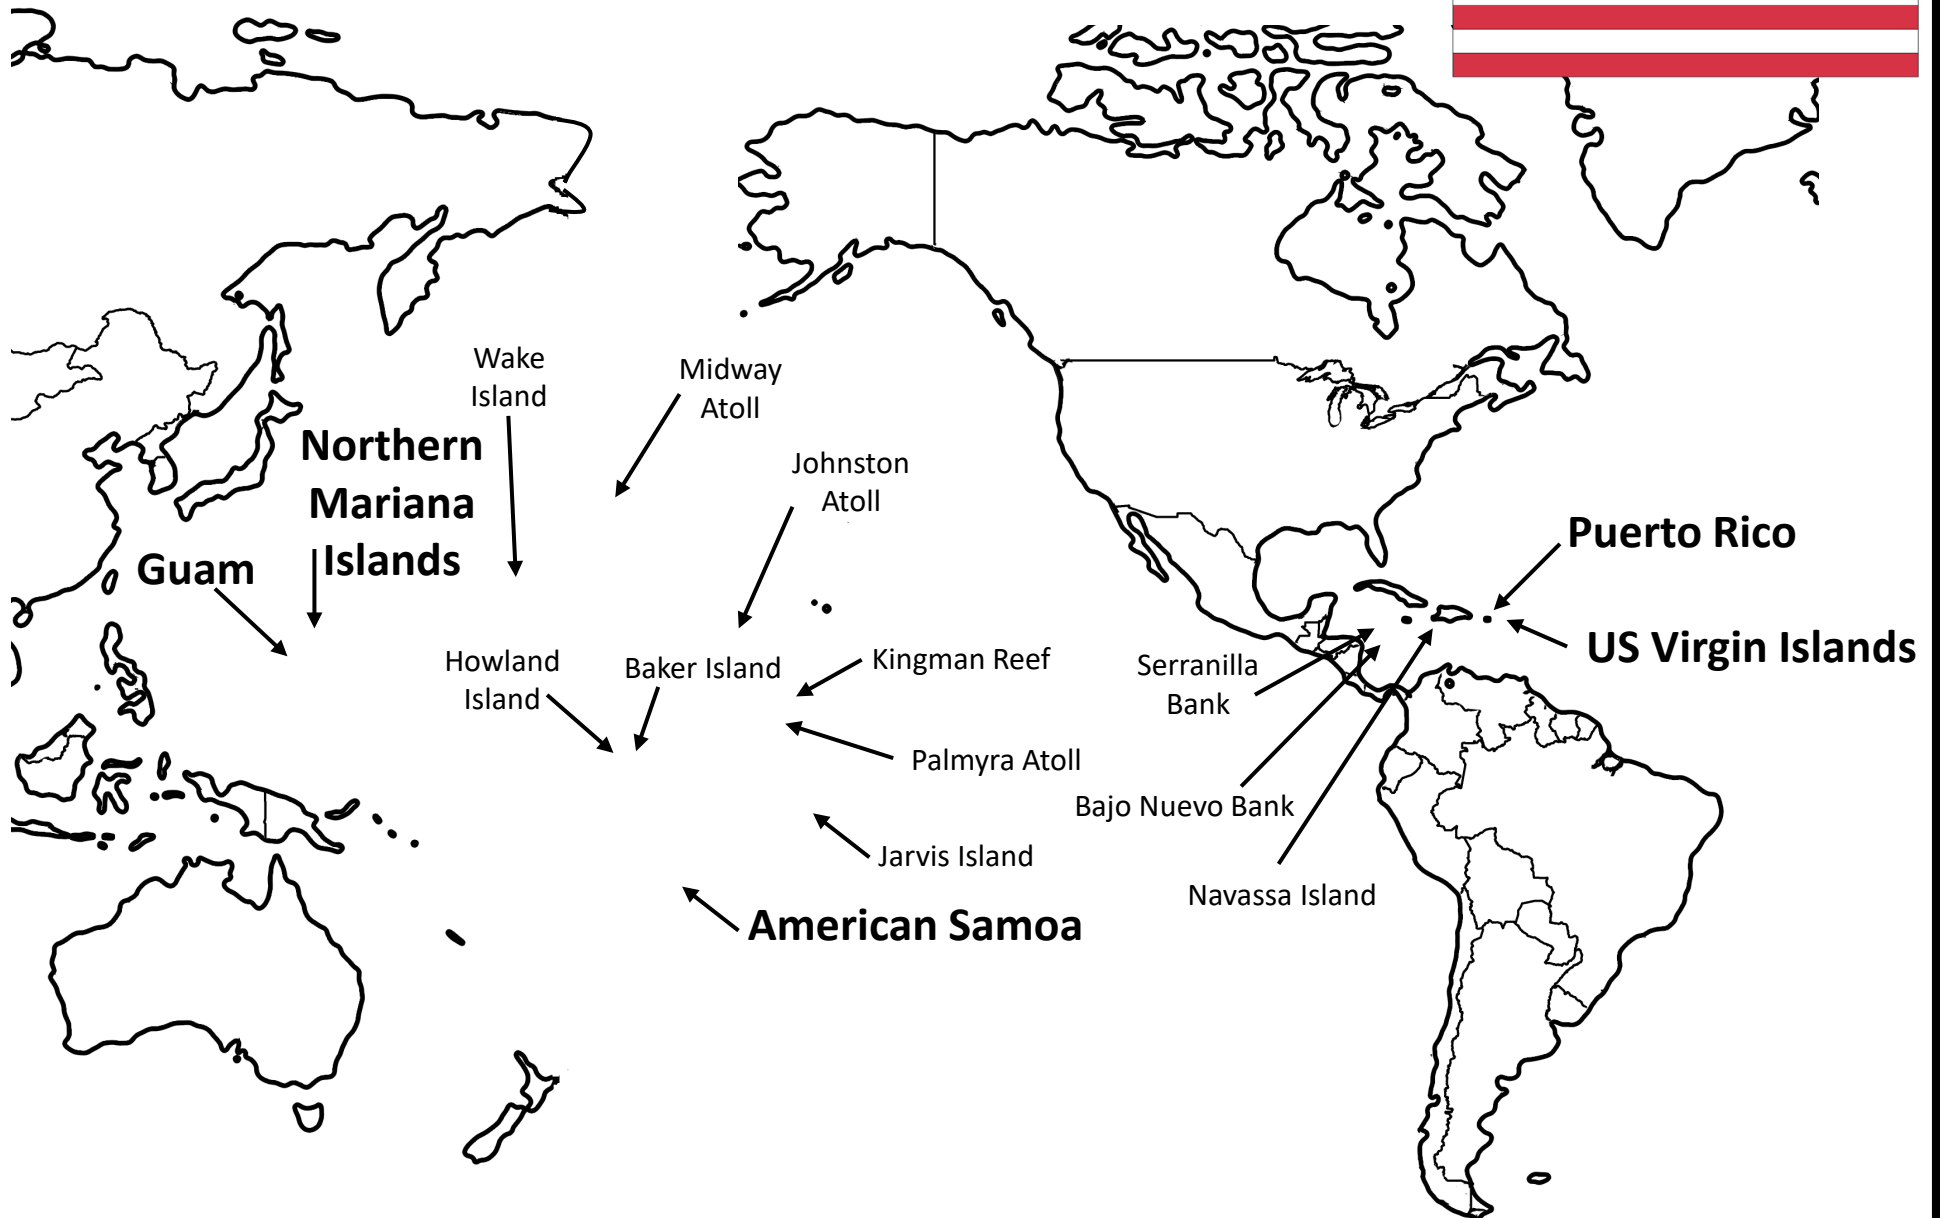 Wake
Island
Midway
Atoll
Northern
Mariana
Islands
Johnston
Atoll
Guam
Puerto Rico
US Virgin Islands
Howland
Island
Baker Island
Kingman Reef
Serranilla
Bank
Palmyra Atoll
Bajo Nuevo Bank
Jarvis Island
Navassa Island
American Samoa